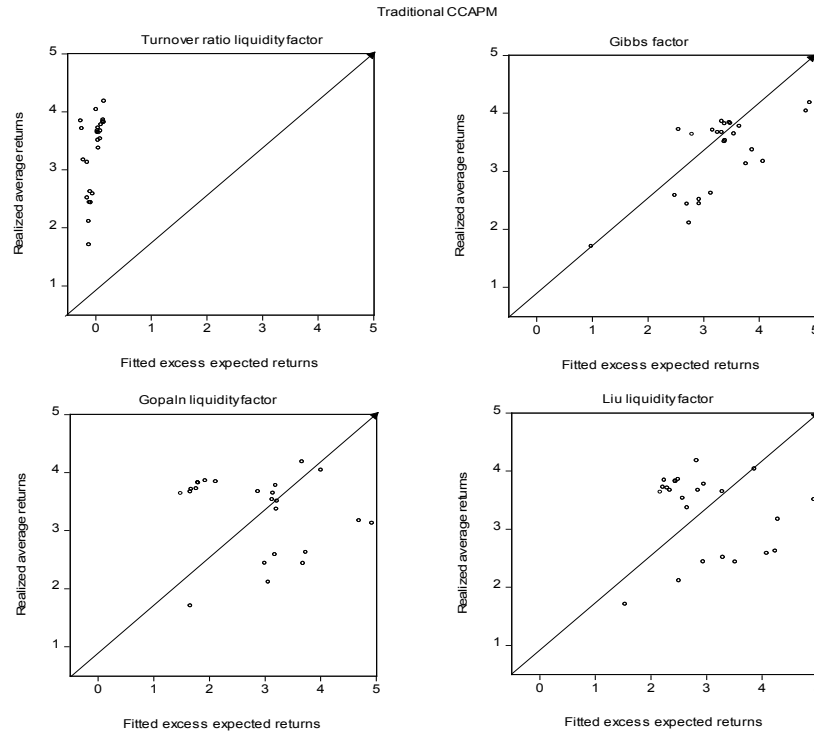 Traditional CCAPM
Turnover ratio liquidity factor
5
4
3
2
1
0 1 2 3 4 5
Realized average returns
Fitted excess expected returns
Gibbs factor
5
4
3
2
1
0 1 2 3 4 5
Realized average returns
Fitted excess expected returns
Gopaln liquidity factor
5
4
3
2
1
0 1 2 3 4 5
Realized average returns
Fitted excess expected returns
Liu liquidity factor
5
4
3
2
1
0 1 2 3 4 5
Realized average returns
Fitted excess expected returns